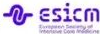 esicm
European Society of
Intensive Care Medicine